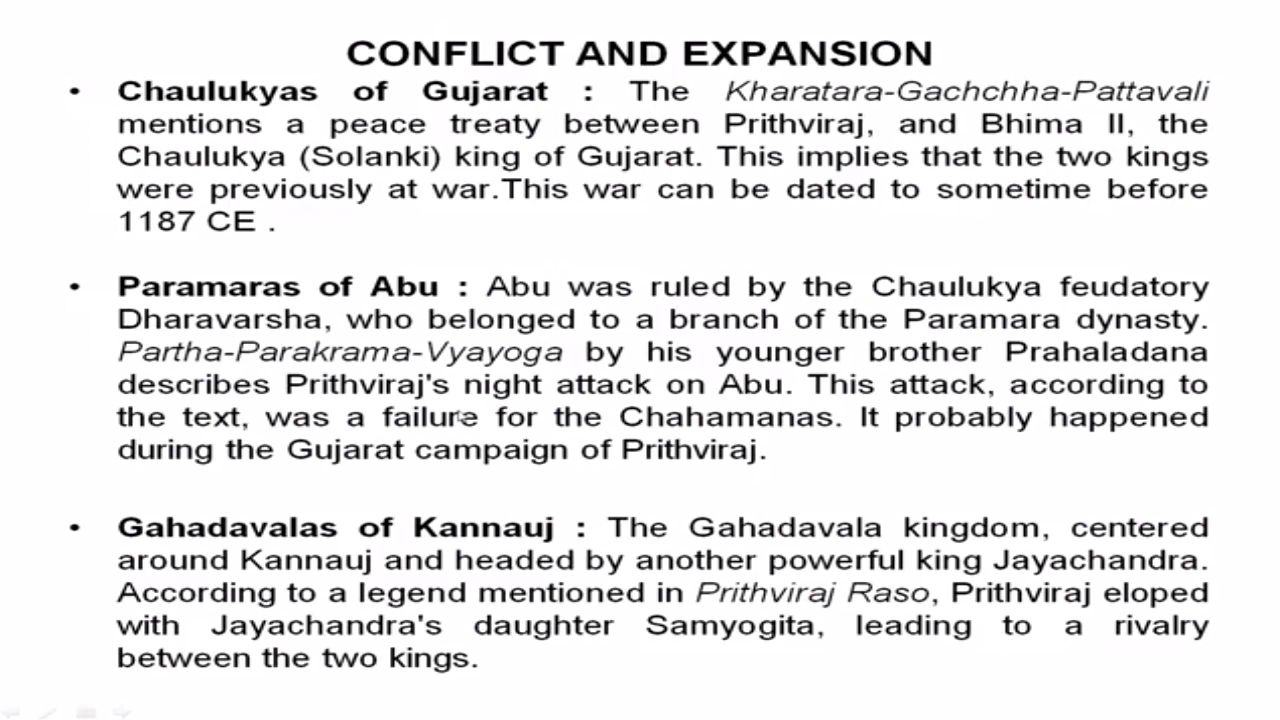 CONFLICT AND EXPANSION
• Chaulukyas of Gujarat : The Kharatara-Gachchha-Pattavali
mentions a peace treaty between Prithviraj, and Bhima II, the
Chaulukya (Solanki) king of Gujarat. This implies that the two kings
were previously at war.This war can be dated to sometime before
1187 CE .
• Paramaras of Abu : Abu was ruled by the Chaulukya feudatory
Dharavarsha, who belonged to a branch of the Paramara dynasty.
Partha-Parakrama-Vyayoga by his younger brother Prahaladana
describes Prithviraj's night attack on Abu. This attack, according to
the text, was a failure for the Chahamanas. It probably happened
during the Gujarat campaign of Prithviraj.
• Gahadavalas of Kannauj : The Gahadavala kingdom, centered
around Kannauj and headed by another powerful king Jayachandra.
According to a legend mentioned in Prithviraj Raso, Prithviraj eloped
with Jayachandra's daughter Samyogita, leading to a rivalry
between the two kings.